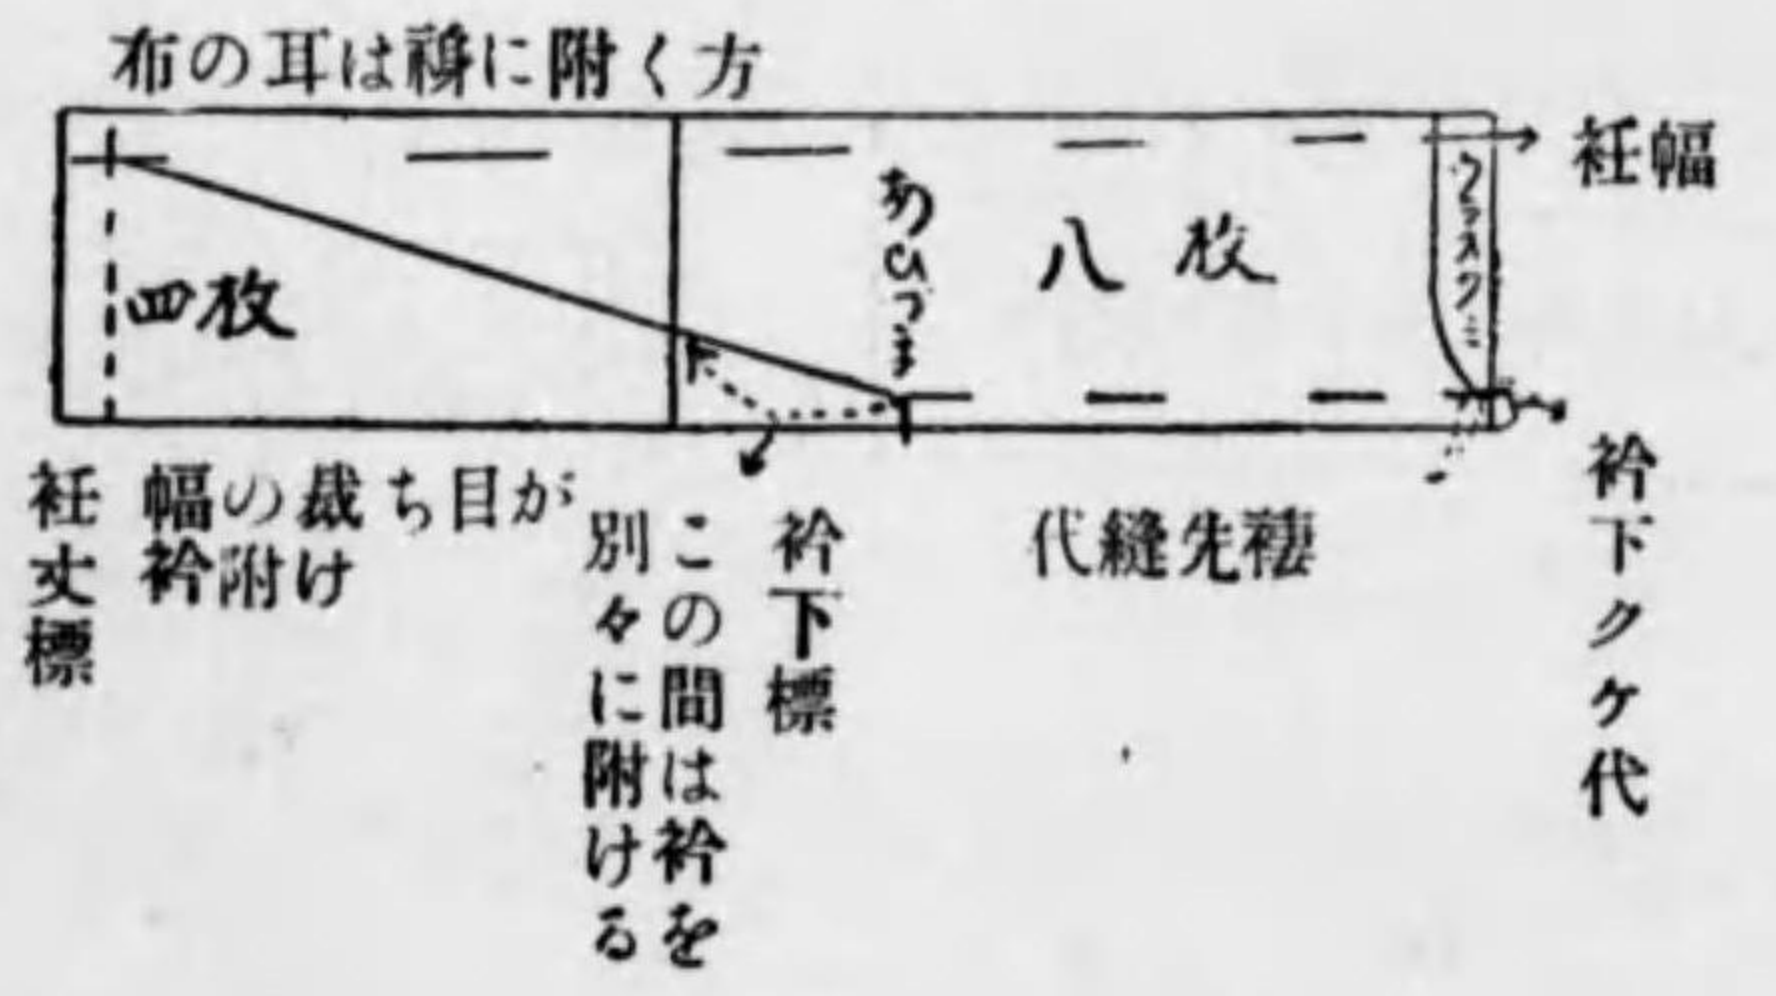 布の耳は裑に附く方
衽幅
四枚
あひづま
八枚
衽丈標
幅の裁ち目が
衿附け
この間は衿を
別々に附ける
衿下標
褄先縫代
衿下クケ代